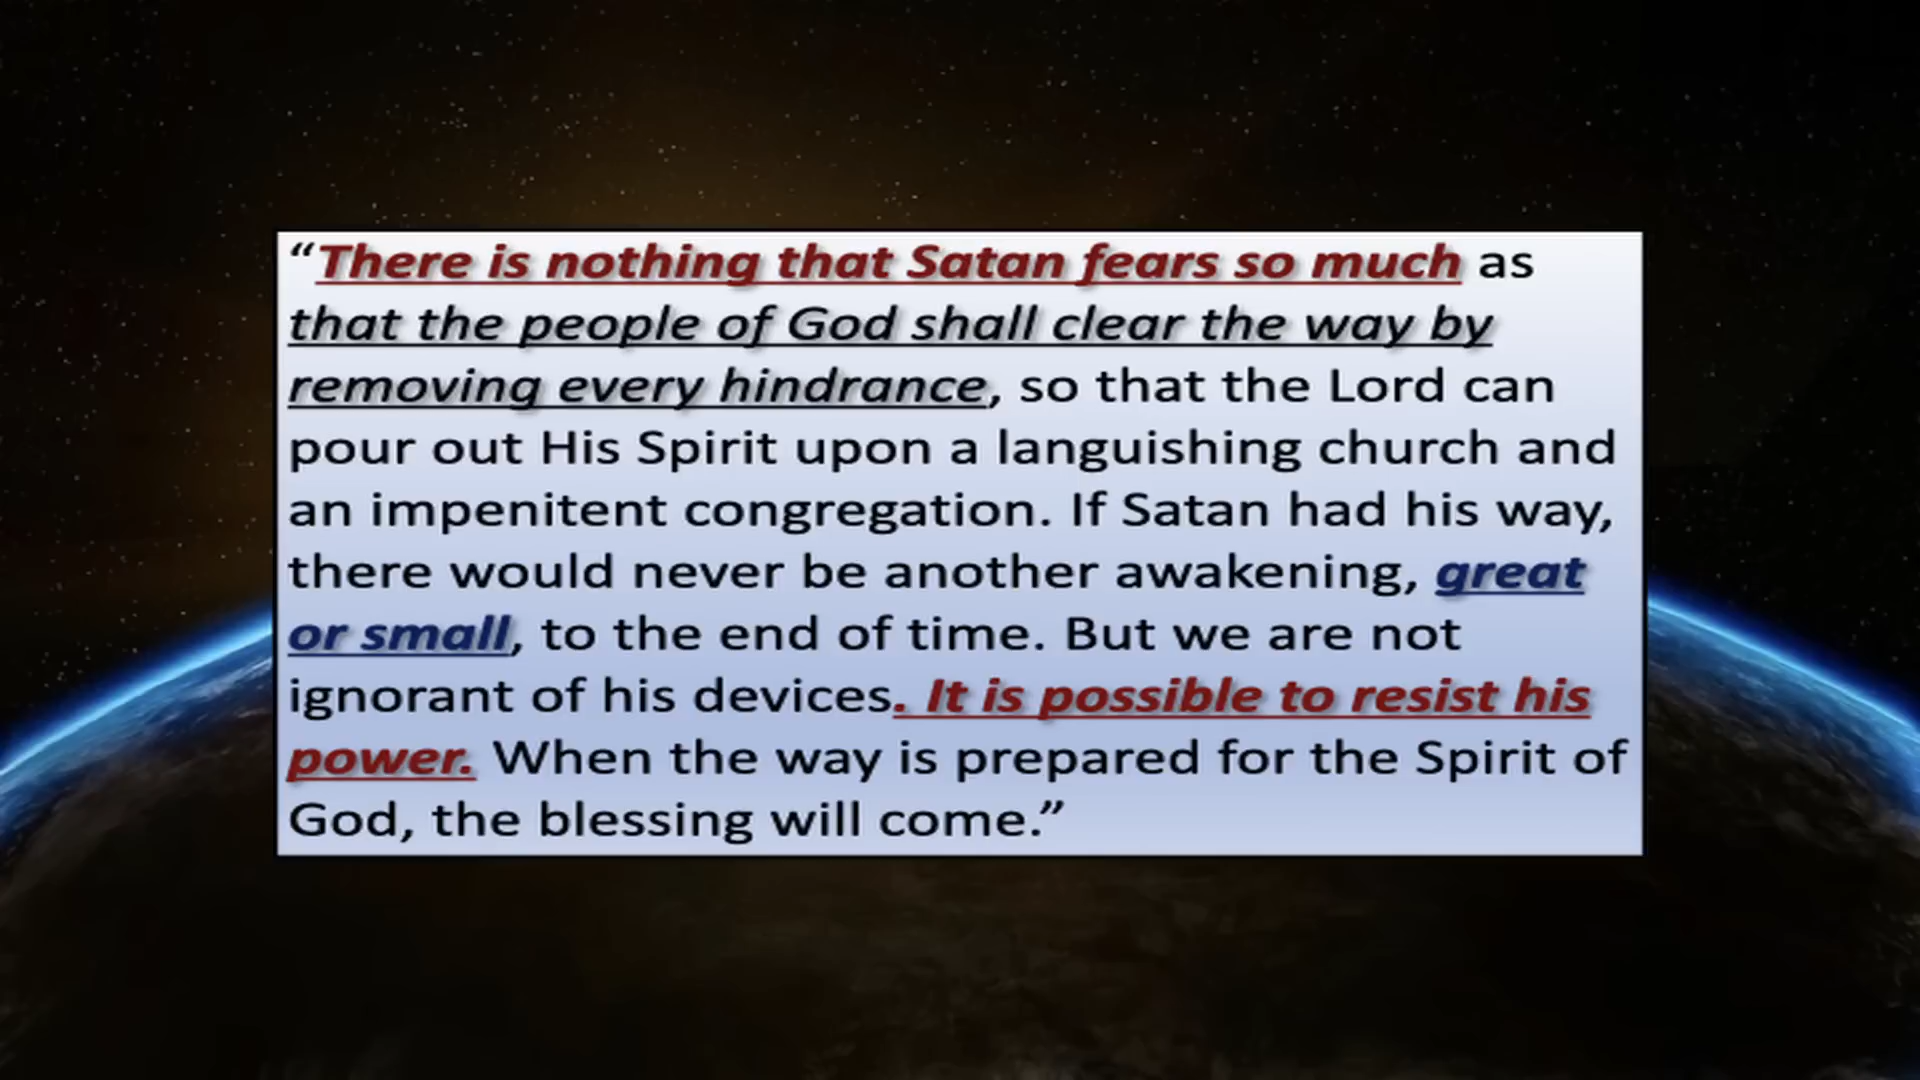 “There is nothing that Satan fears so much as
that the people of God shall clear the way by
removing every hindrance, so that the Lord can
pour out His Spirit upon a languishing church and
an impenitent congregation. If Satan had his way,
there would never be another awakening, great
or small, to the end of time. But we are not
ignorant of his devices. It is possible to resist his
power. When the way is prepared for the Spirit of
God, the blessing will come.”